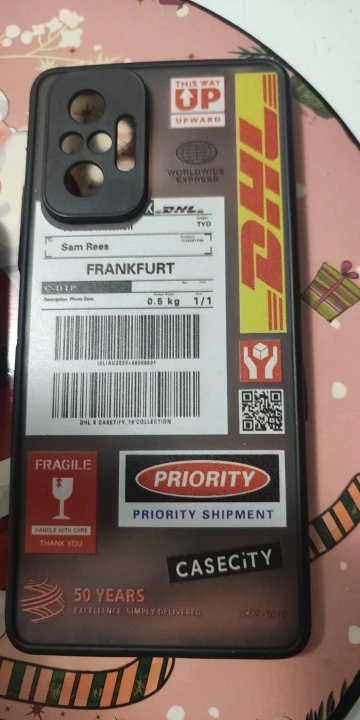 THIS WAY
UP
UPWARD
WORLDWIDE
EXPRESS
DHL
DHL
TYO
Sam Rees
FRANKFURT
C-DTP
Description: Phone Case
0.5 kg
1/1
DHL X CASETiFY_19'COLLECTION
FRAGILE
HANDLE WITH CARE
THANK YOU
PRIORITY
PRIORITY SHIPMENT
CASECiTY
50 YEARS
EXCELLENCE. SIMPLY DELIVERED.